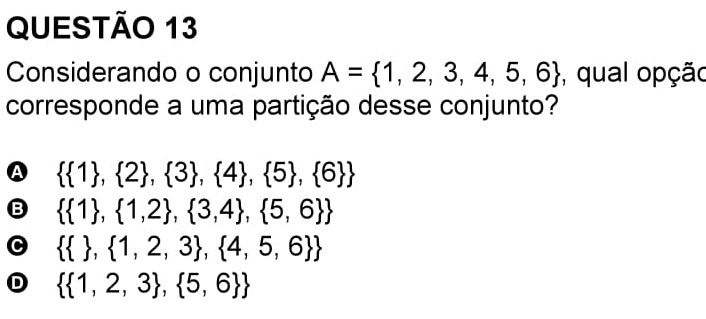 QUESTÃO 13
Considerando o conjunto A = {1, 2, 3, 4, 5, 6}, qual opção
corresponde a uma partição desse conjunto?
A {{1}, {2}, {3}, {4}, {5}, {6}}
B {{1}, {1,2}, {3,4}, {5, 6}}
C {{ }, {1, 2, 3}, {4, 5, 6}}
D {{1, 2, 3}, {5, 6}}